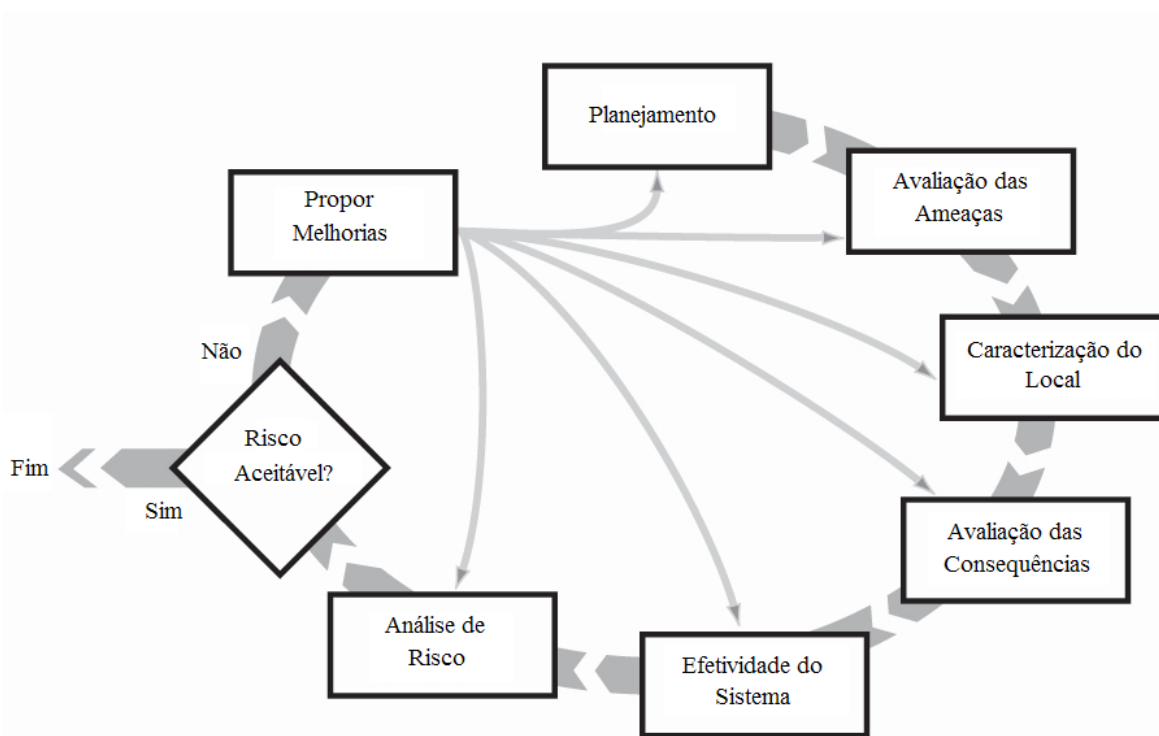 Planejamento
Avaliação das
Ameaças
Caracterização do
Local
Avaliação das
Consequências
Efetividade do
Sistema
Análise de
Risco
Risco
Aceitável?
Sim
Fim
Não
Propor
Melhorias